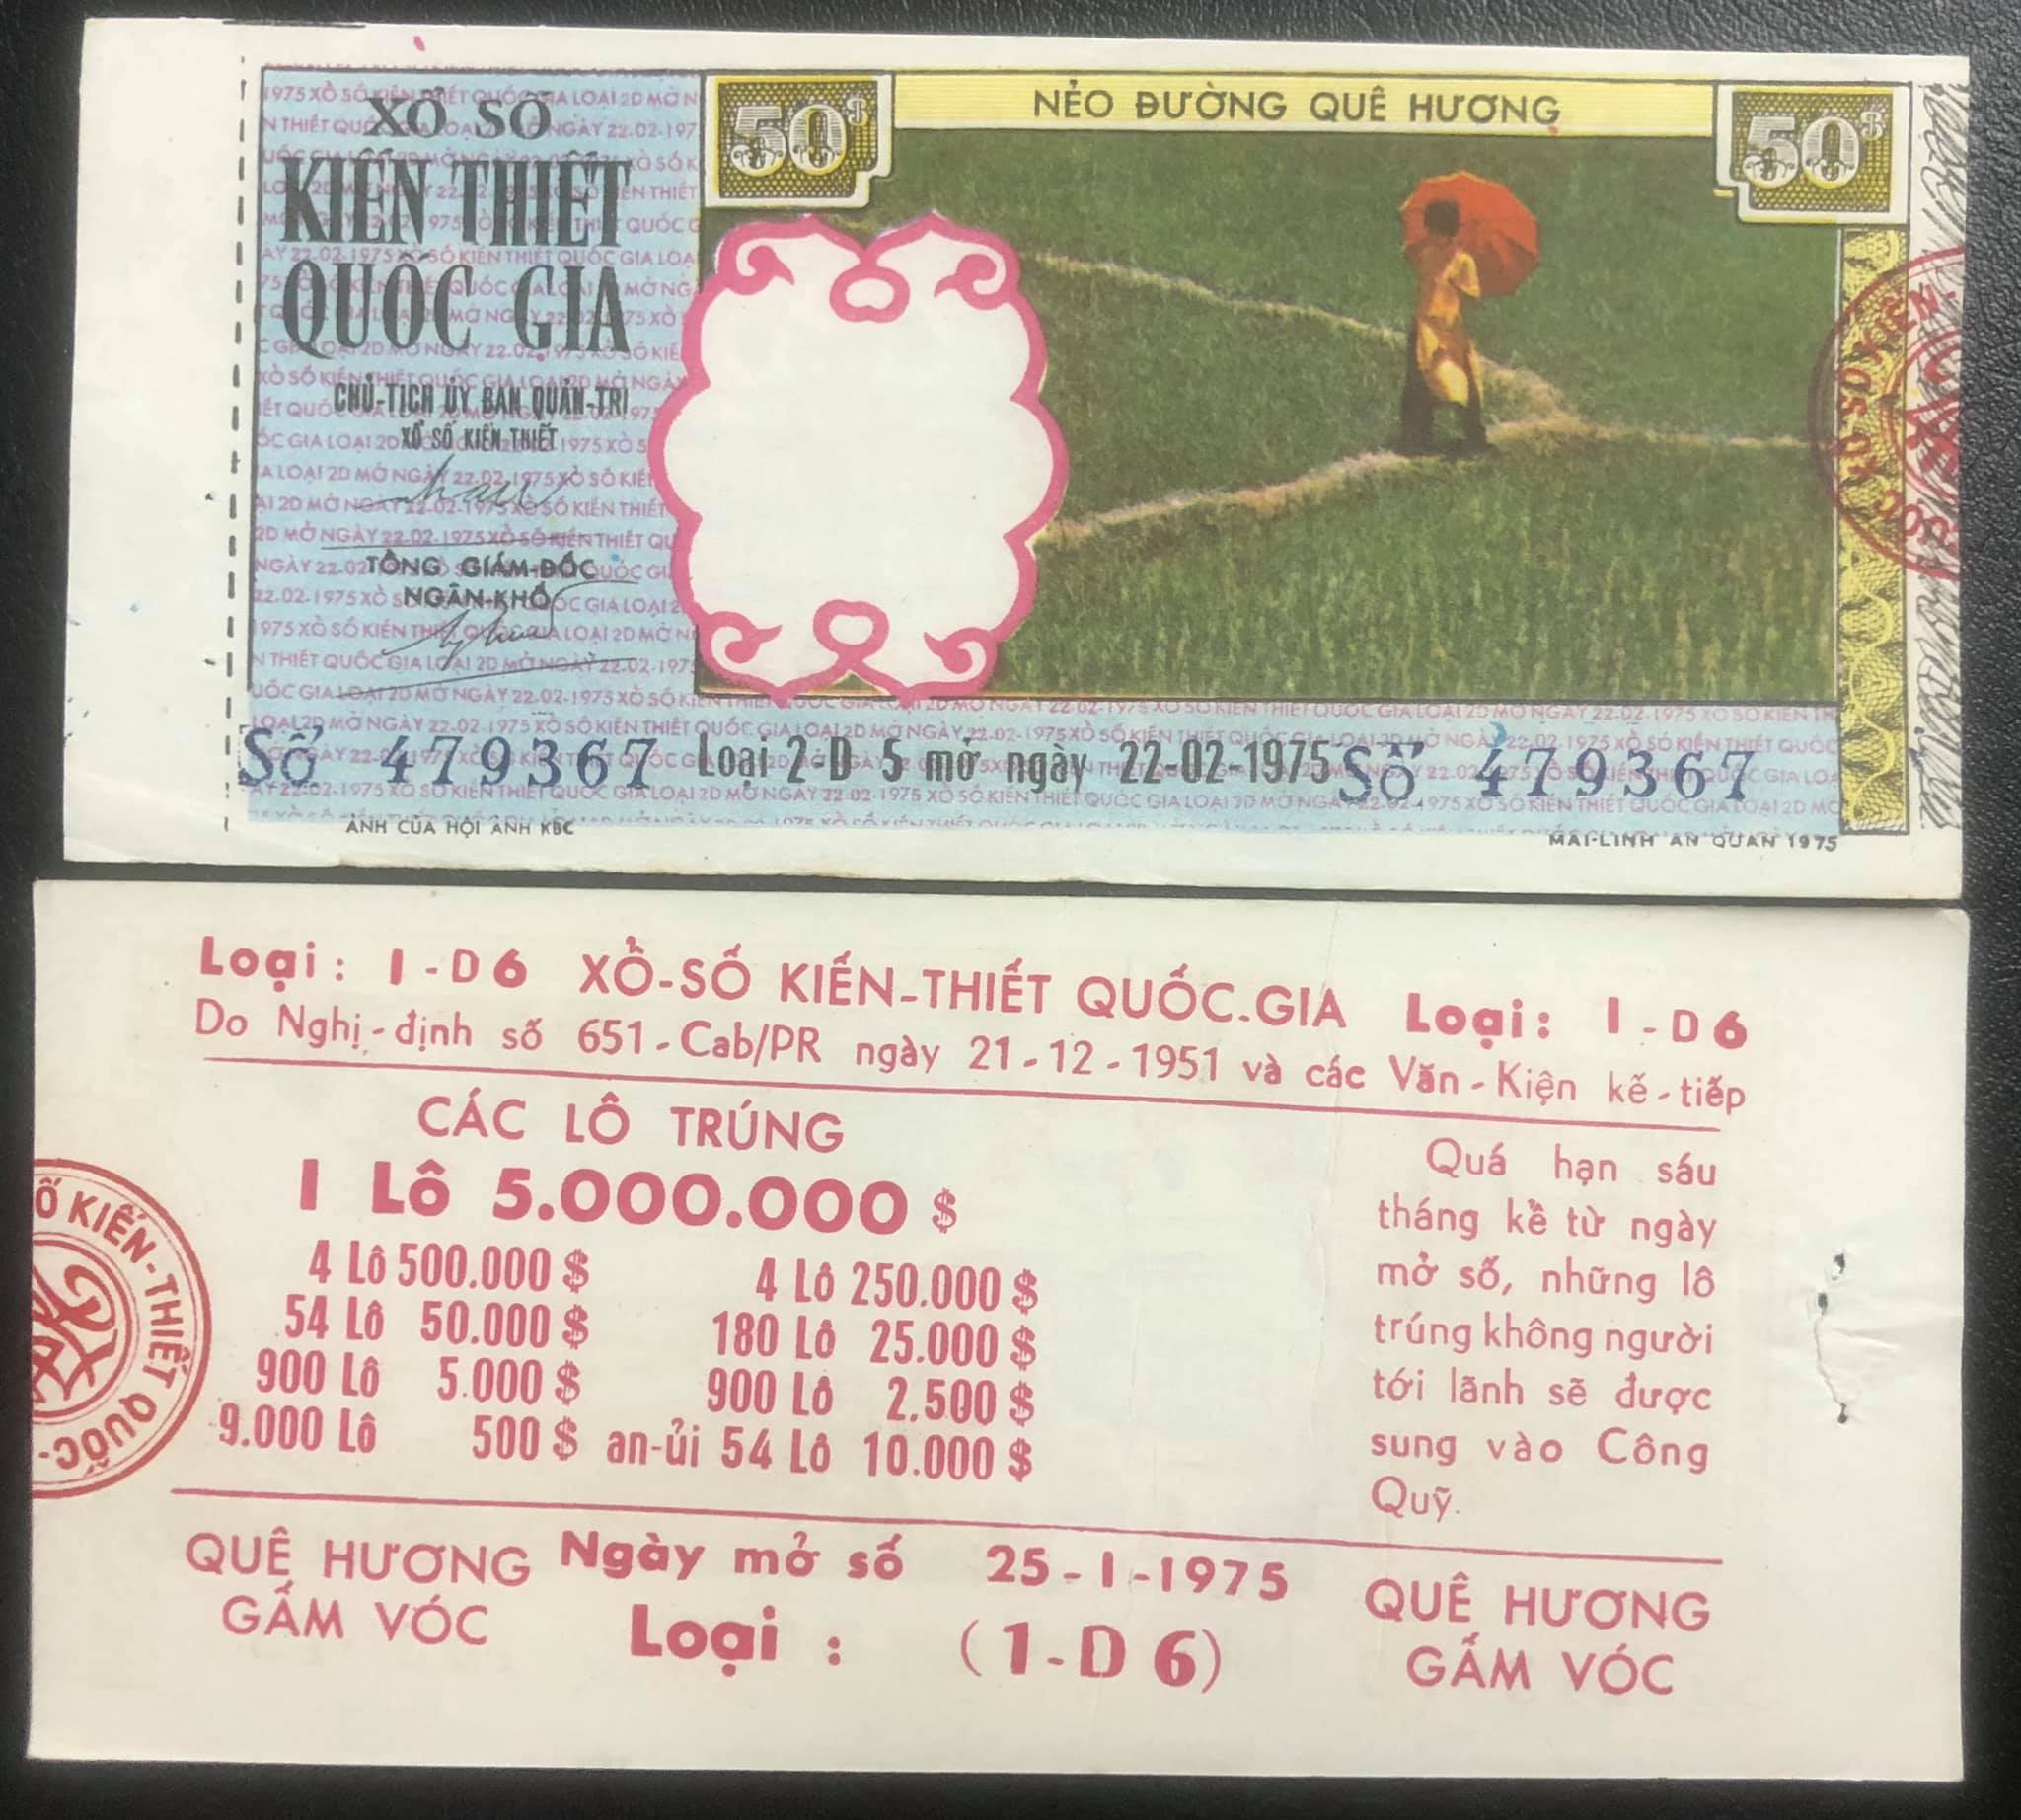 XỔ SỐ
KIẾN THIẾT
QUỐC GIA
CHỦ-TỊCH ỦY BAN QUẢN-TRỊ
XỔ SỐ KIẾN-THIẾT
TỔNG GIÁM-ĐỐC
NGÂN-KHỐ
50$
NẺO ĐƯỜNG QUÊ HƯƠNG
50$
Số 479367 Loại 2-D 5 mở ngày 22-02-1975 Số 479367
ẢNH CỦA HỘI ẢNH KBC
MAI-LINH AN QUAN 1975
Loại: 1-D6 XỔ-SỐ KIẾN-THIẾT QUỐC.GIA Loại: 1-D6
Do Nghị-định số 651-Cab/PR ngày 21-12-1951 và các Văn-Kiện kế-tiếp
CÁC LÔ TRÚNG
1 Lô 5.000.000 $
4 Lô 500.000 $ 4 Lô 250.000 $
54 Lô 50.000 $ 180 Lô 25.000 $
900 Lô 5.000 $ 900 Lô 2.500 $
9.000 Lô 500 $ an-ủi 54 Lô 10.000 $
Quá hạn sáu
tháng kề từ ngày
mở số, những lô
trúng không người
tới lãnh sẽ được
sung vào Công
Quỹ.
Ố KIẾN-THIẾT QUỐC-
QUÊ HƯƠNG
GẤM VÓC
Ngày mở số 25-1-1975
Loại : (1-D 6)
QUÊ HƯƠNG
GẤM VÓC